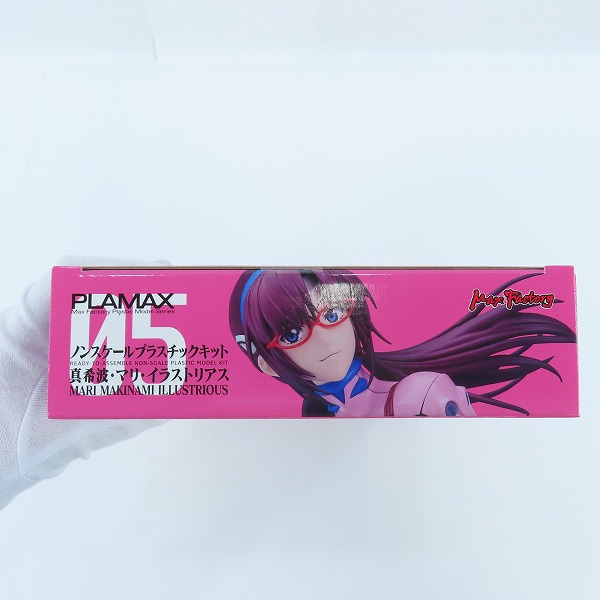 PLAMAX
Max Factory Plastic Model Series
05
ノンスケールプラスチックキット
READY-TO-ASSEMBLE NON-SCALE PLASTIC MODEL KIT
真希波・マリ・イラストリアス
MARI MAKINAMI ILLUSTRIOUS
Max Factory